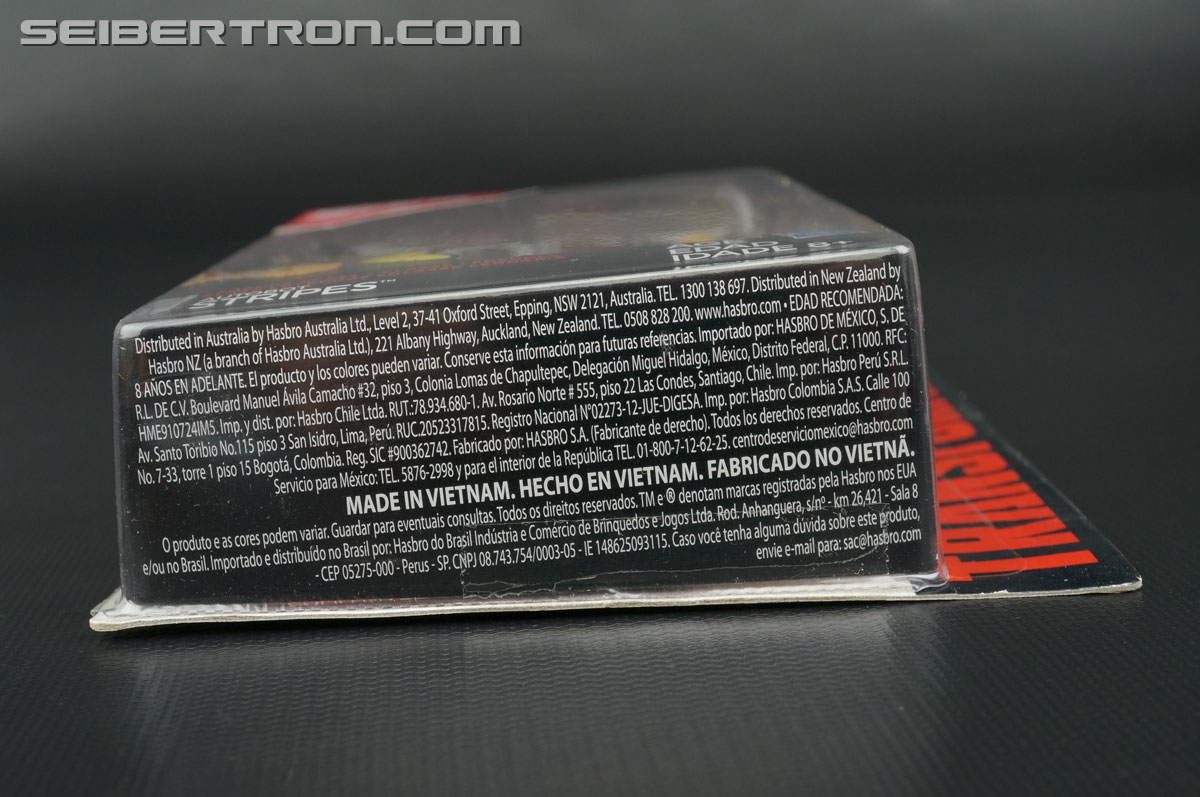 SEIBERTRON.COM
EDAD
IDADE 8+
AUTOBOT
STRIPES™
Distributed in Australia by Hasbro Australia Ltd., Level 2, 37-41 Oxford Street, Epping, NSW 2121, Australia. TEL. 1300 138 697. Distributed in New Zealand by
Hasbro NZ (a branch of Hasbro Australia Ltd.), 221 Albany Highway, Auckland, New Zealand. TEL. 0508 828 200. www.hasbro.com • EDAD RECOMENDADA:
8 AÑOS EN ADELANTE. El producto y los colores pueden variar. Conserve esta información para futuras referencias. Importado por: HASBRO DE MÉXICO, S. DE
R.L. DE C.V. Boulevard Manuel Ávila Camacho #32, piso 3, Colonia Lomas de Chapultepec, Delegación Miguel Hidalgo, México, Distrito Federal, C.P. 11000. RFC:
HME910724IM5. Imp. y dist. por: Hasbro Chile Ltda. RUT.:78.934.680-1. Av. Rosario Norte # 555, piso 22 Las Condes, Santiago, Chile. Imp. por: Hasbro Perú S.R.L.
Av. Santo Töribio No.115 piso 3 San Isidro, Lima, Perú. RUC.20523317815. Registro Nacional N°02273-12-JUE-DIGESA. Imp. por: Hasbro Colombia S.A.S. Calle 100
No. 7-33, torre 1 piso 15 Bogotá, Colombia. Reg. SIC #900362742. Fabricado por: HASBRO S.A. (Fabricante de derecho). Todos los derechos reservados. Centro de
Servicio para México: TEL. 5876-2998 y para el interior de la República TEL. 01-800-7-12-62-25. centrodeserviciomexico@hasbro.com
MADE IN VIETNAM. HECHO EN VIETNAM. FABRICADO NO VIETNÃ.
O produto e as cores podem variar. Guardar para eventuais consultas. Todos os direitos reservados. TM e ® denotam marcas registradas pela Hasbro nos EUA
e/ou no Brasil. Importado e distribuído no Brasil por: Hasbro do Brasil Indústria e Comércio de Brinquedos e Jogos Ltda. Rod. Anhanguera, s/nº - km 26,421 - Sala 8
- CEP 05275-000 - Perus - SP. CNPJ 08.743.754/0003-05 - IE 148625093115. Caso você tenha alguma dúvida sobre este produto,
envie e-mail para: sac@hasbro.com